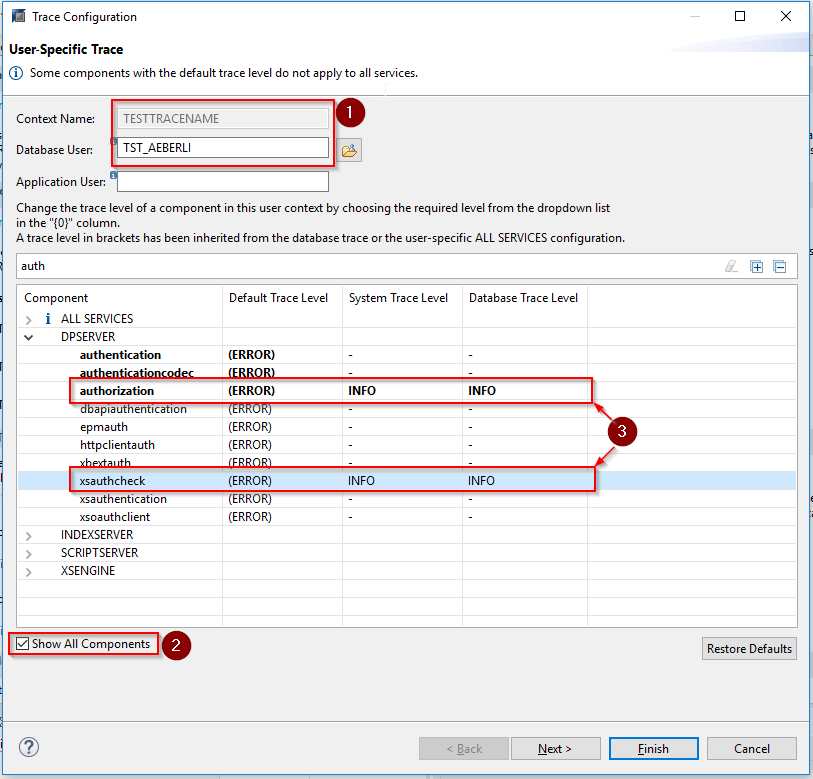 Trace Configuration
User-Specific Trace
Some components with the default trace level do not apply to all services.
Context Name: TESTTRACENAME 1
Database User: TST_AEBERLI
Application User:
Change the trace level of a component in this user context by choosing the required level from the dropdown list
in the "{0}" column.
A trace level in brackets has been inherited from the database trace or the user-specific ALL SERVICES configuration.
auth
Component Default Trace Level System Trace Level Database Trace Level
ALL SERVICES
DPSERVER
authentication (ERROR) - -
authenticationcodec (ERROR) - -
authorization (ERROR) INFO INFO
dbapiauthentication (ERROR) - -
epmauth (ERROR) - -
3
httpclientauth (ERROR) - -
xbextauth (ERROR) - -
xsauthcheck (ERROR) INFO INFO
xsauthentication (ERROR) - -
xsoauthclient (ERROR) - -
INDEXSERVER
SCRIPTSERVER
XSENGINE
Show All Components 2
Restore Defaults
? < Back Next > Finish Cancel